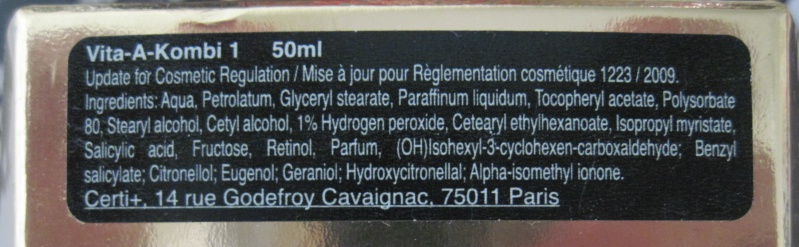 Vita-A-Kombi 1 50ml
Update for Cosmetic Regulation / Mise à jour pour Règlementation cosmétique 1223 / 2009.
Ingredients: Aqua, Petrolatum, Glyceryl stearate, Paraffinum liquidum, Tocopheryl acetate, Polysorbate
80, Stearyl alcohol, Cetyl alcohol, 1% Hydrogen peroxide, Cetearyl ethylhexanoate, Isopropyl myristate,
Salicylic acid, Fructose, Retinol, Parfum, (OH)Isohexyl-3-cyclohexen-carboxaldehyde; Benzyl
salicylate; Citronellol; Eugenol; Geraniol; Hydroxycitronellal; Alpha-isomethyl ionone.
Certi+, 14 rue Godefroy Cavaignac, 75011 Paris